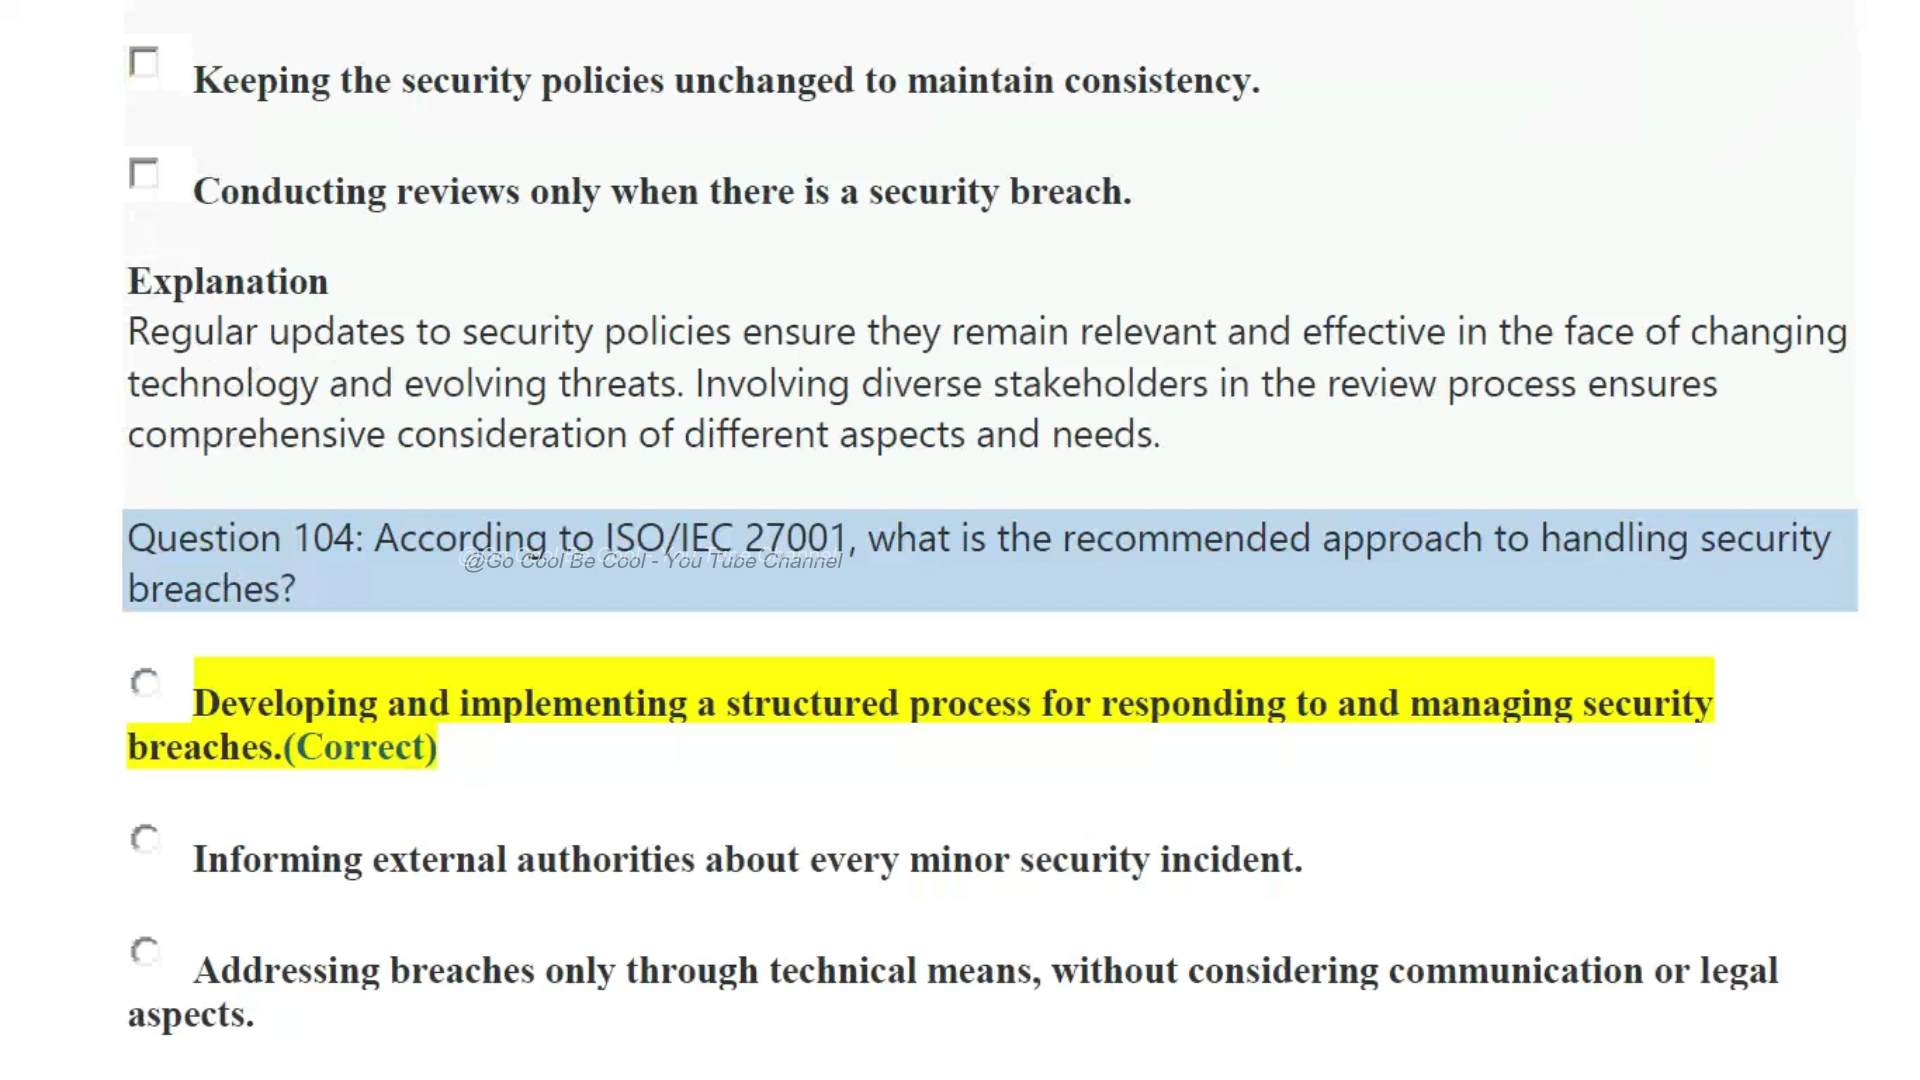 Keeping the security policies unchanged to maintain consistency.
Conducting reviews only when there is a security breach.
Explanation
Regular updates to security policies ensure they remain relevant and effective in the face of changing
technology and evolving threats. Involving diverse stakeholders in the review process ensures
comprehensive consideration of different aspects and needs.
Question 104: According to ISO/IEC 27001, what is the recommended approach to handling security
@Go Cool Be Cool - You Tube Channel
breaches?
Developing and implementing a structured process for responding to and managing security
breaches.(Correct)
Informing external authorities about every minor security incident.
Addressing breaches only through technical means, without considering communication or legal
aspects.